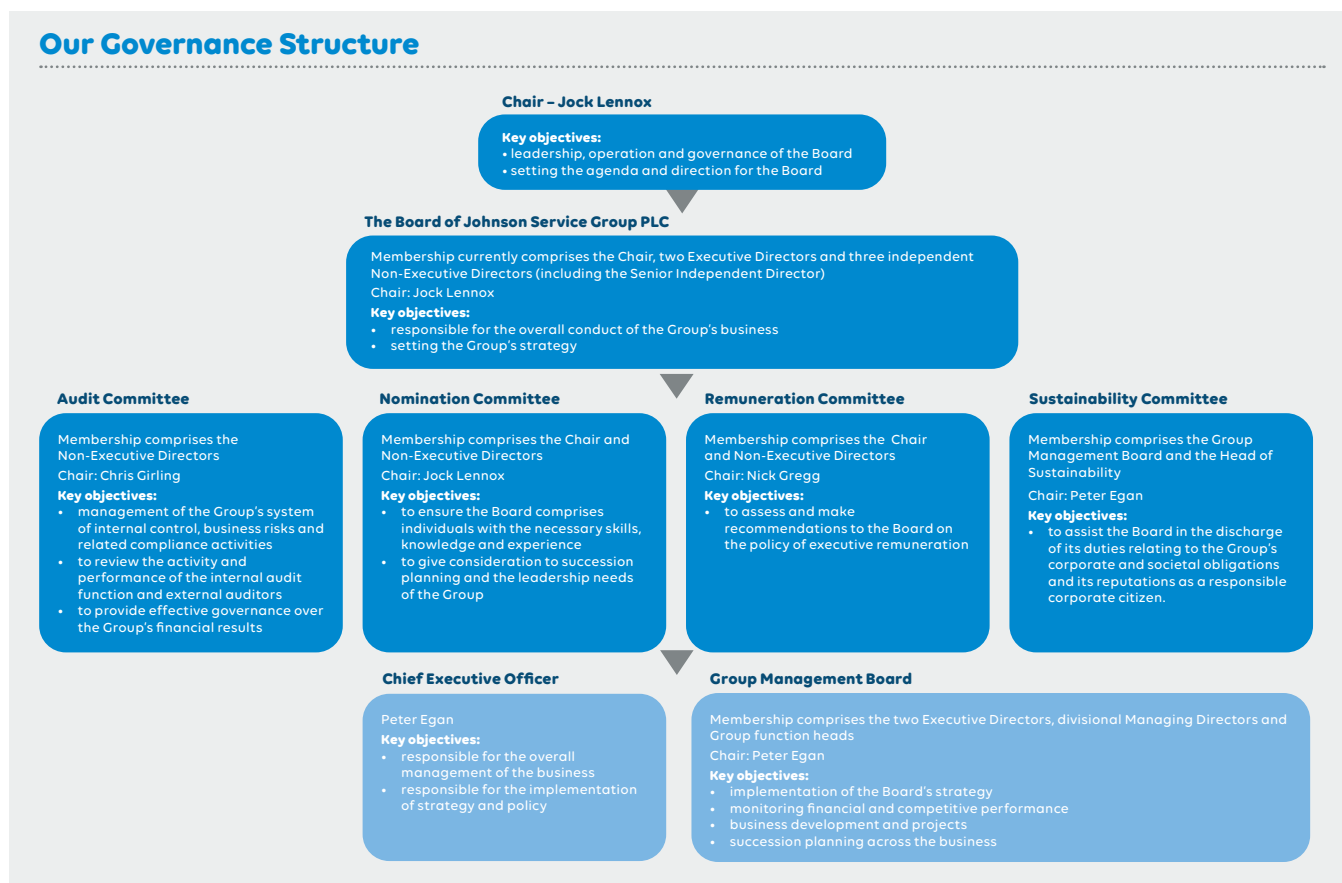 Our Governance Structure
Chair – Jock Lennox
Key objectives:
• leadership, operation and governance of the Board
• setting the agenda and direction for the Board
The Board of Johnson Service Group PLC
Membership currently comprises the Chair, two Executive Directors and three independent
Non-Executive Directors (including the Senior Independent Director)
Chair: Jock Lennox
Key objectives:
• responsible for the overall conduct of the Group's business
• setting the Group's strategy
Audit Committee
Membership comprises the
Non-Executive Directors
Chair: Chris Girling
Key objectives:
• management of the Group's system
of internal control, business risks and
related compliance activities
• to review the activity and
performance of the internal audit
function and external auditors
• to provide effective governance over
the Group's financial results
Nomination Committee
Membership comprises the Chair and
Non-Executive Directors
Chair: Jock Lennox
Key objectives:
• to ensure the Board comprises
individuals with the necessary skills,
knowledge and experience
• to give consideration to succession
planning and the leadership needs
of the Group
Remuneration Committee
Membership comprises the Chair
and Non-Executive Directors
Chair: Nick Gregg
Key objectives:
• to assess and make
recommendations to the Board on
the policy of executive remuneration
Sustainability Committee
Membership comprises the Group
Management Board and the Head of
Sustainability
Chair: Peter Egan
Key objectives:
• to assist the Board in the discharge
of its duties relating to the Group's
corporate and societal obligations
and its reputations as a responsible
corporate citizen.
Chief Executive Officer
Peter Egan
Key objectives:
• responsible for the overall
management of the business
• responsible for the implementation
of strategy and policy
Group Management Board
Membership comprises the two Executive Directors, divisional Managing Directors and
Group function heads
Chair: Peter Egan
Key objectives:
• implementation of the Board's strategy
• monitoring financial and competitive performance
• business development and projects
• succession planning across the business